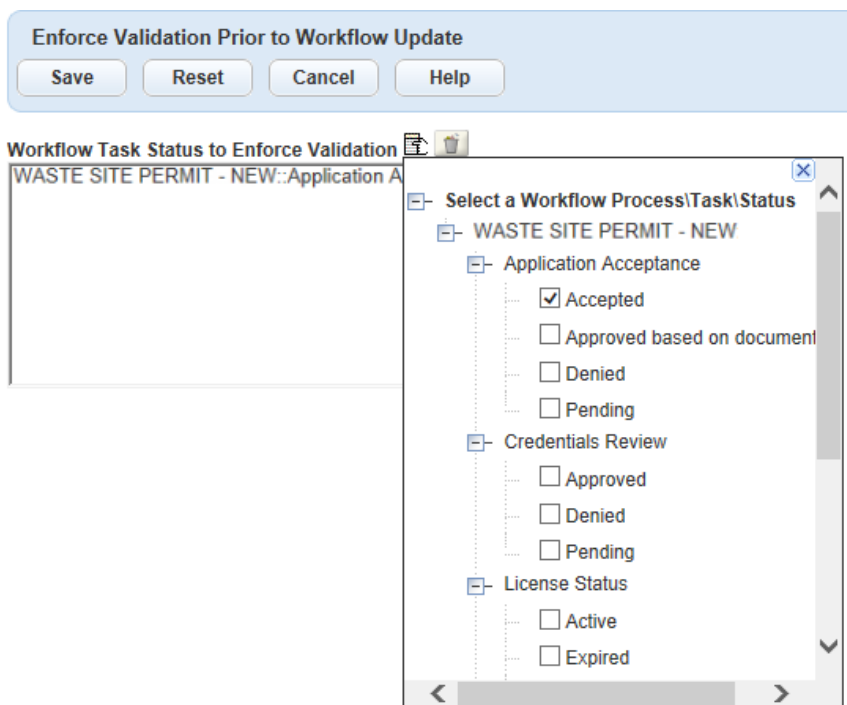 Enforce Validation Prior to Workflow Update
Save Reset Cancel Help
Workflow Task Status to Enforce Validation
WASTE SITE PERMIT - NEW::Application A
Select a Workflow Process\Task\Status
WASTE SITE PERMIT - NEW
Application Acceptance
Accepted
Approved based on document
Denied
Pending
Credentials Review
Approved
Denied
Pending
License Status
Active
Expired